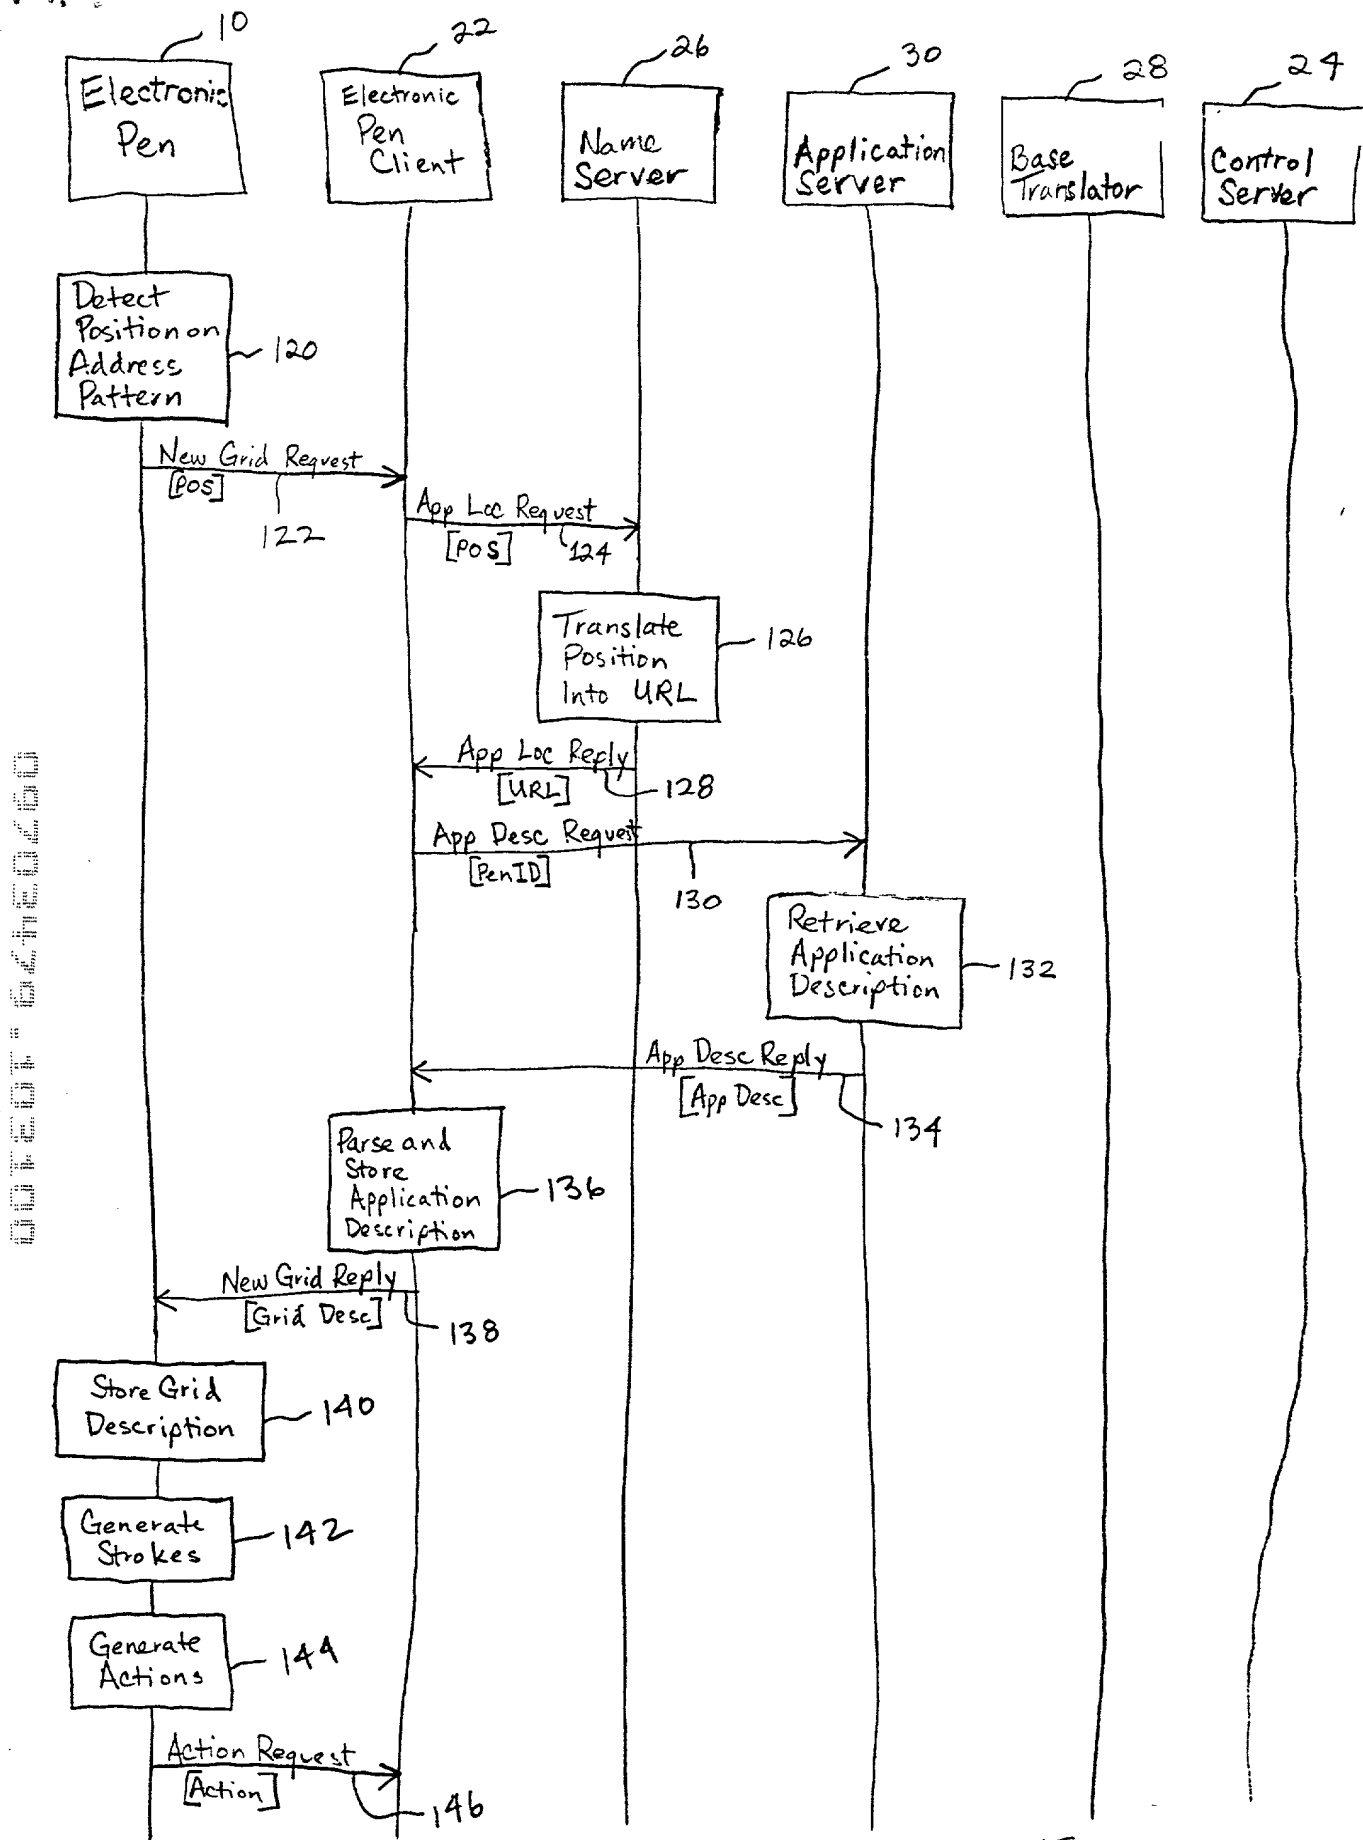 10
22
26
30
28
24
Electronic
Pen
Electronic
Pen
Client
Name
Server
Application
Server
Base
Translator
Control
Server
Detect
Position on
Address
Pattern
120
New Grid Request
[POS]
122
App Loc Request
[POS]
124
Translate
Position
Into URL
126
App Loc Reply
[URL]
128
App Desc Request
[PenID]
130
Retrieve
Application
Description
132
App Desc Reply
[App Desc]
134
Parse and
Store
Application
Description
136
New Grid Reply
[Grid Desc]
138
Store Grid
Description
140
Generate
Strokes
142
Generate
Actions
144
Action Request
[Action]
146